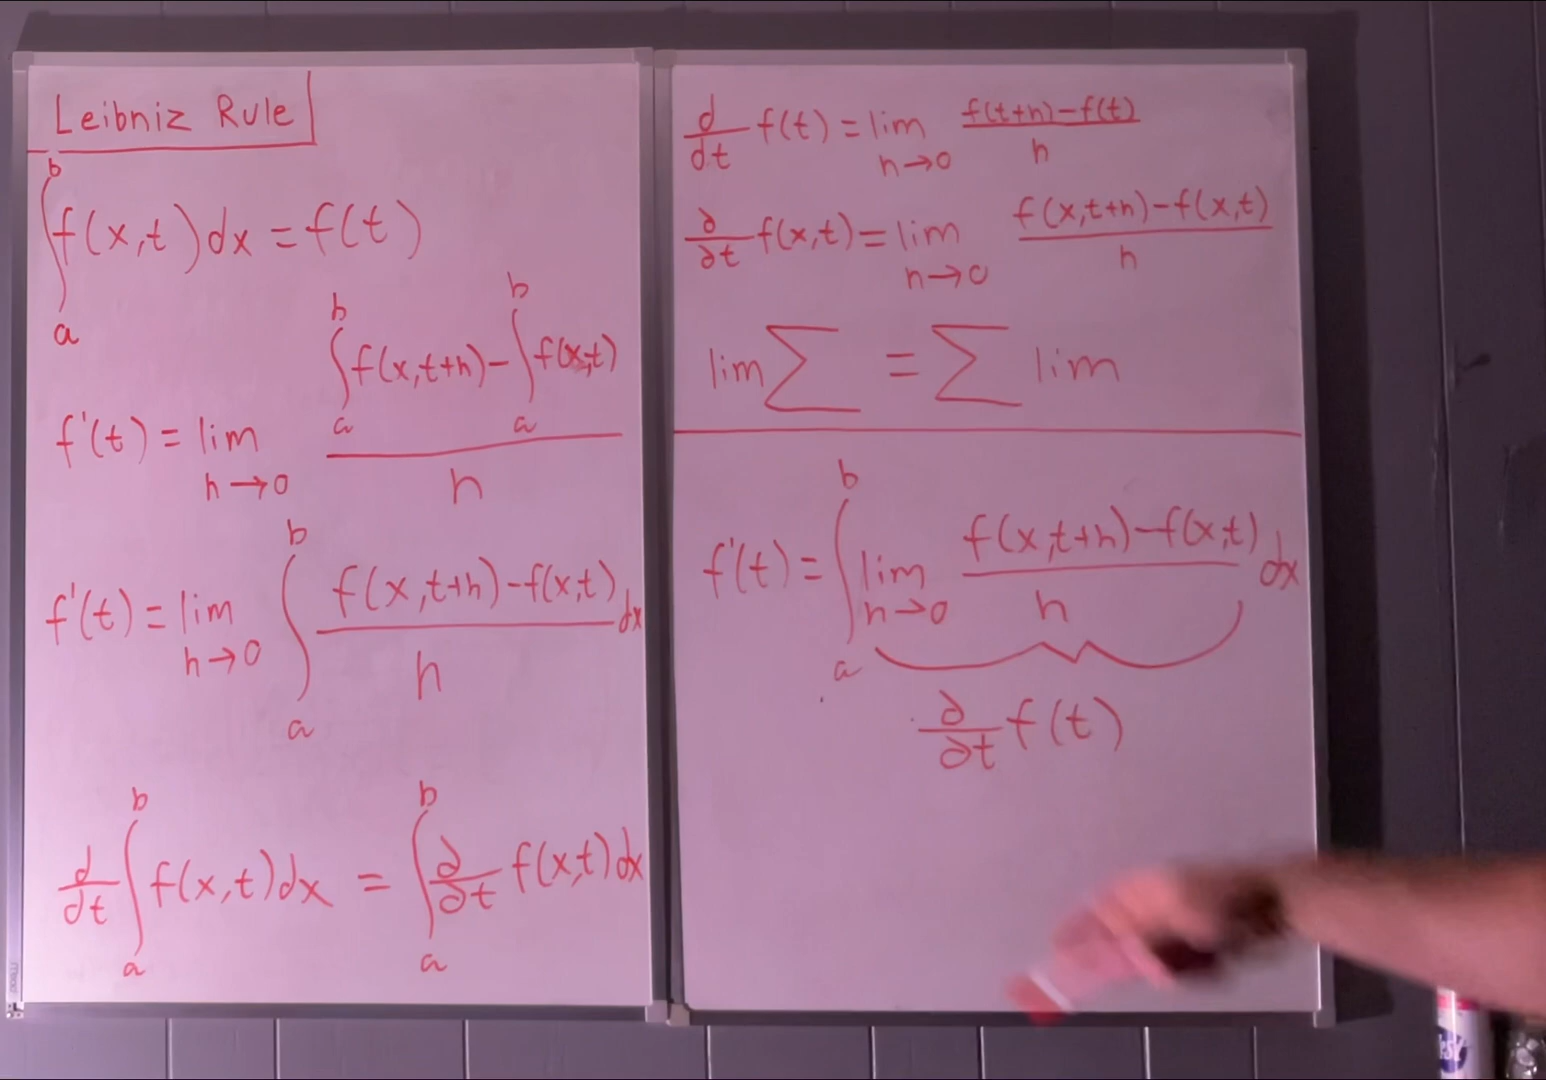 Leibniz Rule
∫_a^b f(x,t)dx = f(t)
f'(t) = lim_{h→0} (∫_a^b f(x,t+h) - ∫_a^b f(x,t)) / h
f'(t) = lim_{h→0} ∫_a^b (f(x,t+h) - f(x,t)) / h dx
d/dt ∫_a^b f(x,t)dx = ∫_a^b ∂/∂t f(x,t)dx
d/dt f(t) = lim_{h→0} (f(t+h) - f(t)) / h
∂/∂t f(x,t) = lim_{h→0} (f(x,t+h) - f(x,t)) / h
lim Σ = Σ lim
f'(t) = ∫_a^b lim_{h→0} (f(x,t+h) - f(x,t)) / h dx
∂/∂t f(t)